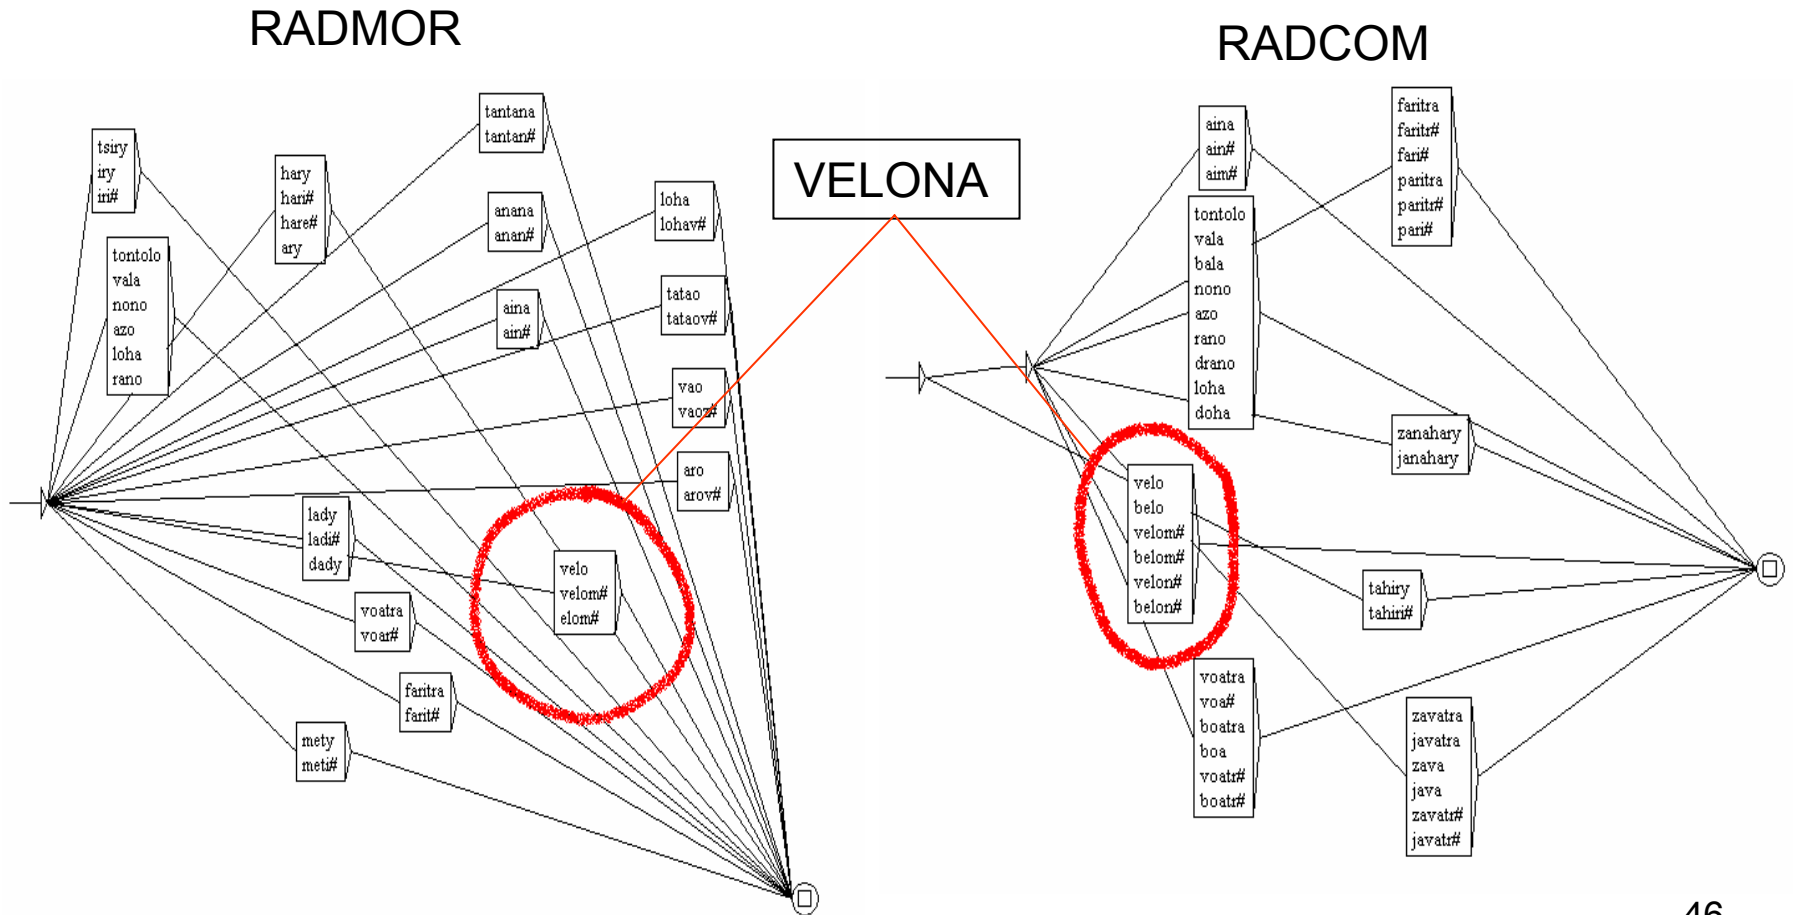 RADMOR
RADCOM
VELONA
tsiry
iry
iri#
tontolo
vala
nono
azo
loha
rano
hary
hari#
hare#
ary
tantana
tantan#
anana
anan#
aina
ain#
loha
lohav#
tatao
tataov#
vao
vaoz#
aro
arov#
lady
ladi#
dady
velo
velom#
elom#
voatra
voar#
faritra
farit#
mety
meti#
aina
ain#
aim#
faritra
faritr#
fari#
paritra
paritr#
pari#
tontolo
vala
bala
nono
azo
rano
drano
loha
doha
zanahary
janahary
velo
belo
velom#
belom#
velon#
belon#
tahiry
tahiri#
voatra
voa#
boatra
boa
voatr#
boatr#
zavatra
javatra
zava
java
zavatr#
javatr#
46